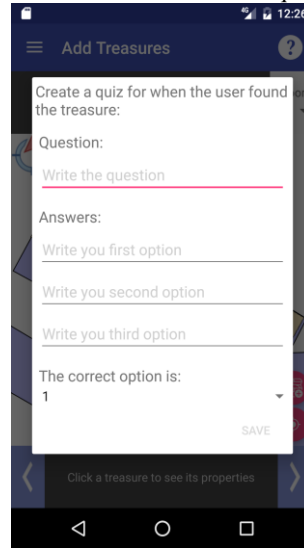 4G 12:26
Add Treasures ?
Create a quiz for when the user found
the treasure:
Question:
Write the question
Answers:
Write you first option
Write you second option
Write you third option
The correct option is:
1
SAVE
Click a treasure to see its properties